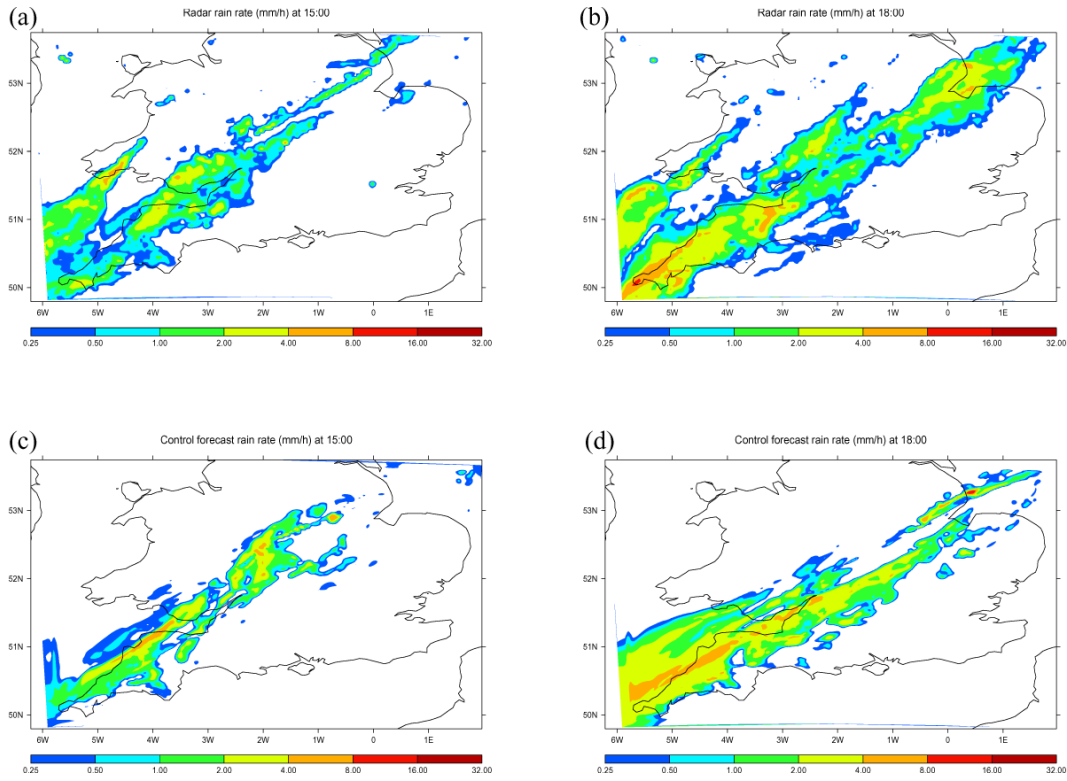 (a)
Radar rain rate (mm/h) at 15:00
53N
52N
51N
50N
6W 5W 4W 3W 2W 1W 0 1E
0.25 0.50 1.00 2.00 4.00 8.00 16.00 32.00
(b)
Radar rain rate (mm/h) at 18:00
53N
52N
51N
50N
6W 5W 4W 3W 2W 1W 0 1E
0.25 0.50 1.00 2.00 4.00 8.00 16.00 32.00
(c)
Control forecast rain rate (mm/h) at 15:00
53N
52N
51N
50N
6W 5W 4W 3W 2W 1W 0 1E
0.25 0.50 1.00 2.00 4.00 8.00 16.00 32.00
(d)
Control forecast rain rate (mm/h) at 18:00
53N
52N
51N
50N
6W 5W 4W 3W 2W 1W 0 1E
0.25 0.50 1.00 2.00 4.00 8.00 16.00 32.00